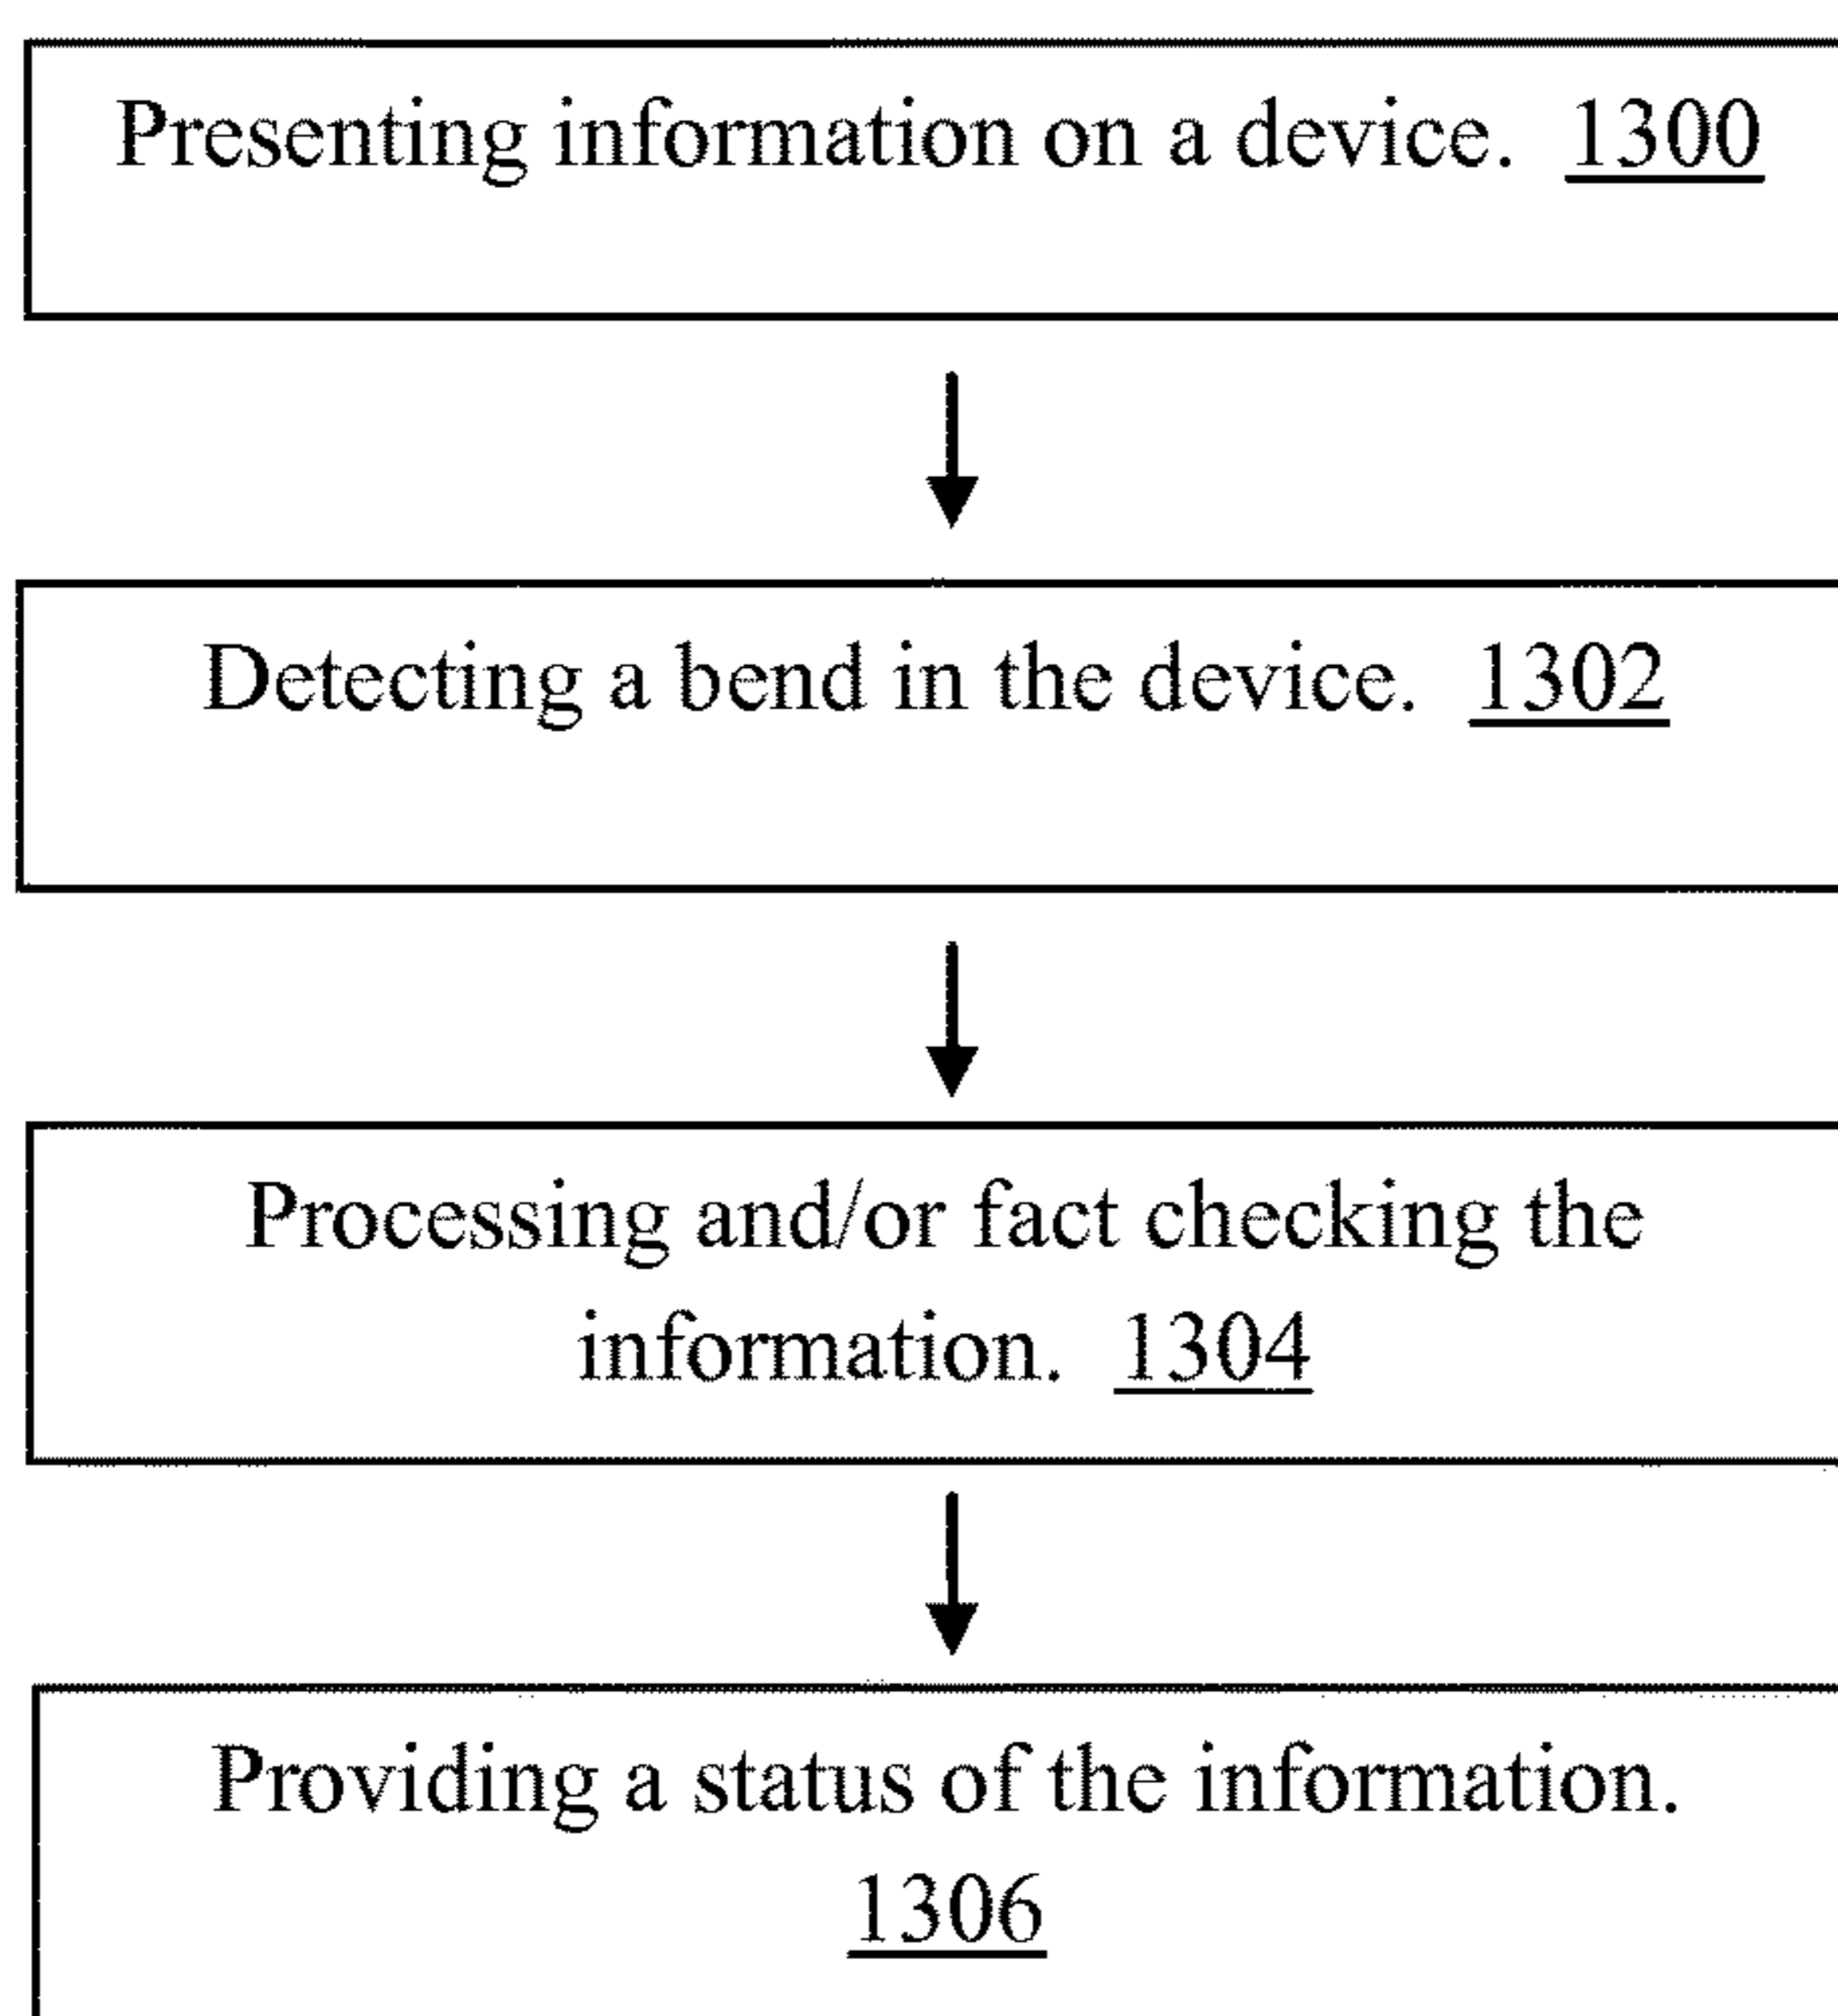 Presenting information on a device. 1300
Detecting a bend in the device. 1302
Processing and/or fact checking the
information. 1304
Providing a status of the information.
1306